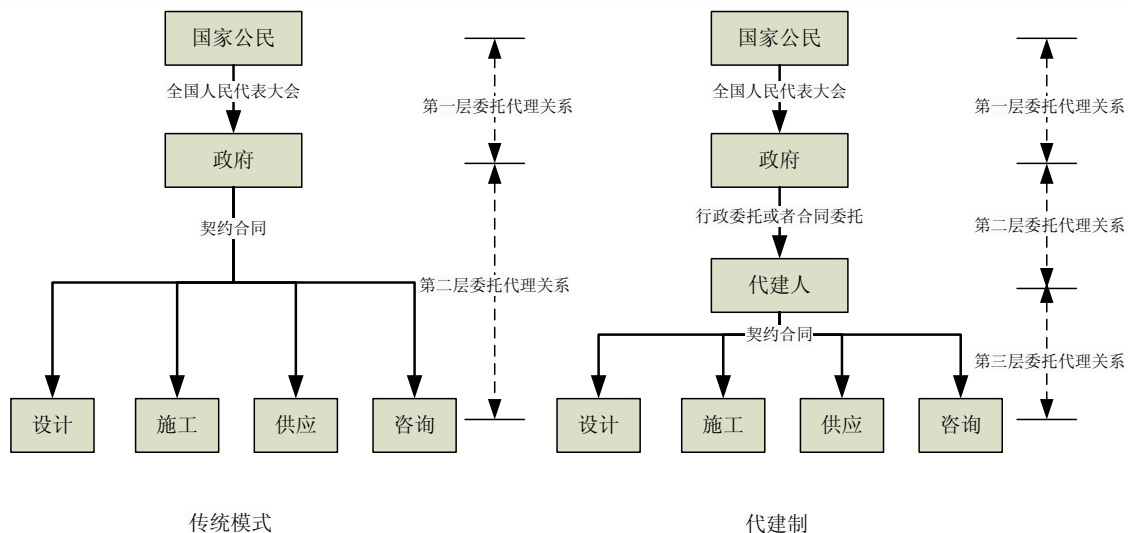 国家公民
全国人民代表大会
第一层委托代理关系
政府
契约合同
第二层委托代理关系
设计
施工
供应
咨询
传统模式
国家公民
全国人民代表大会
第一层委托代理关系
政府
行政委托或者合同委托
第二层委托代理关系
代建人
契约合同
第三层委托代理关系
设计
施工
供应
咨询
代建制